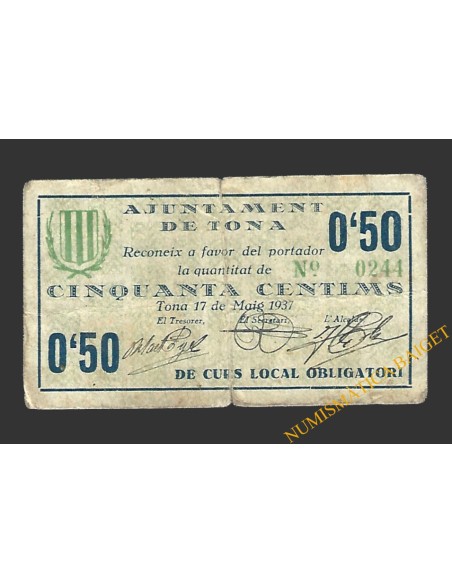 AJUNTAMENT
DE TONA
0'50
Reconeix a favor del portador
la quantitat de
Nº 0244
CINQUANTA CENTIMS
Tona 17 de Maig 1937
El Tresorer, El Secretari, L'Alcalde
0'50
DE CURS LOCAL OBLIGATORI
NUMISMATICA BAIGET